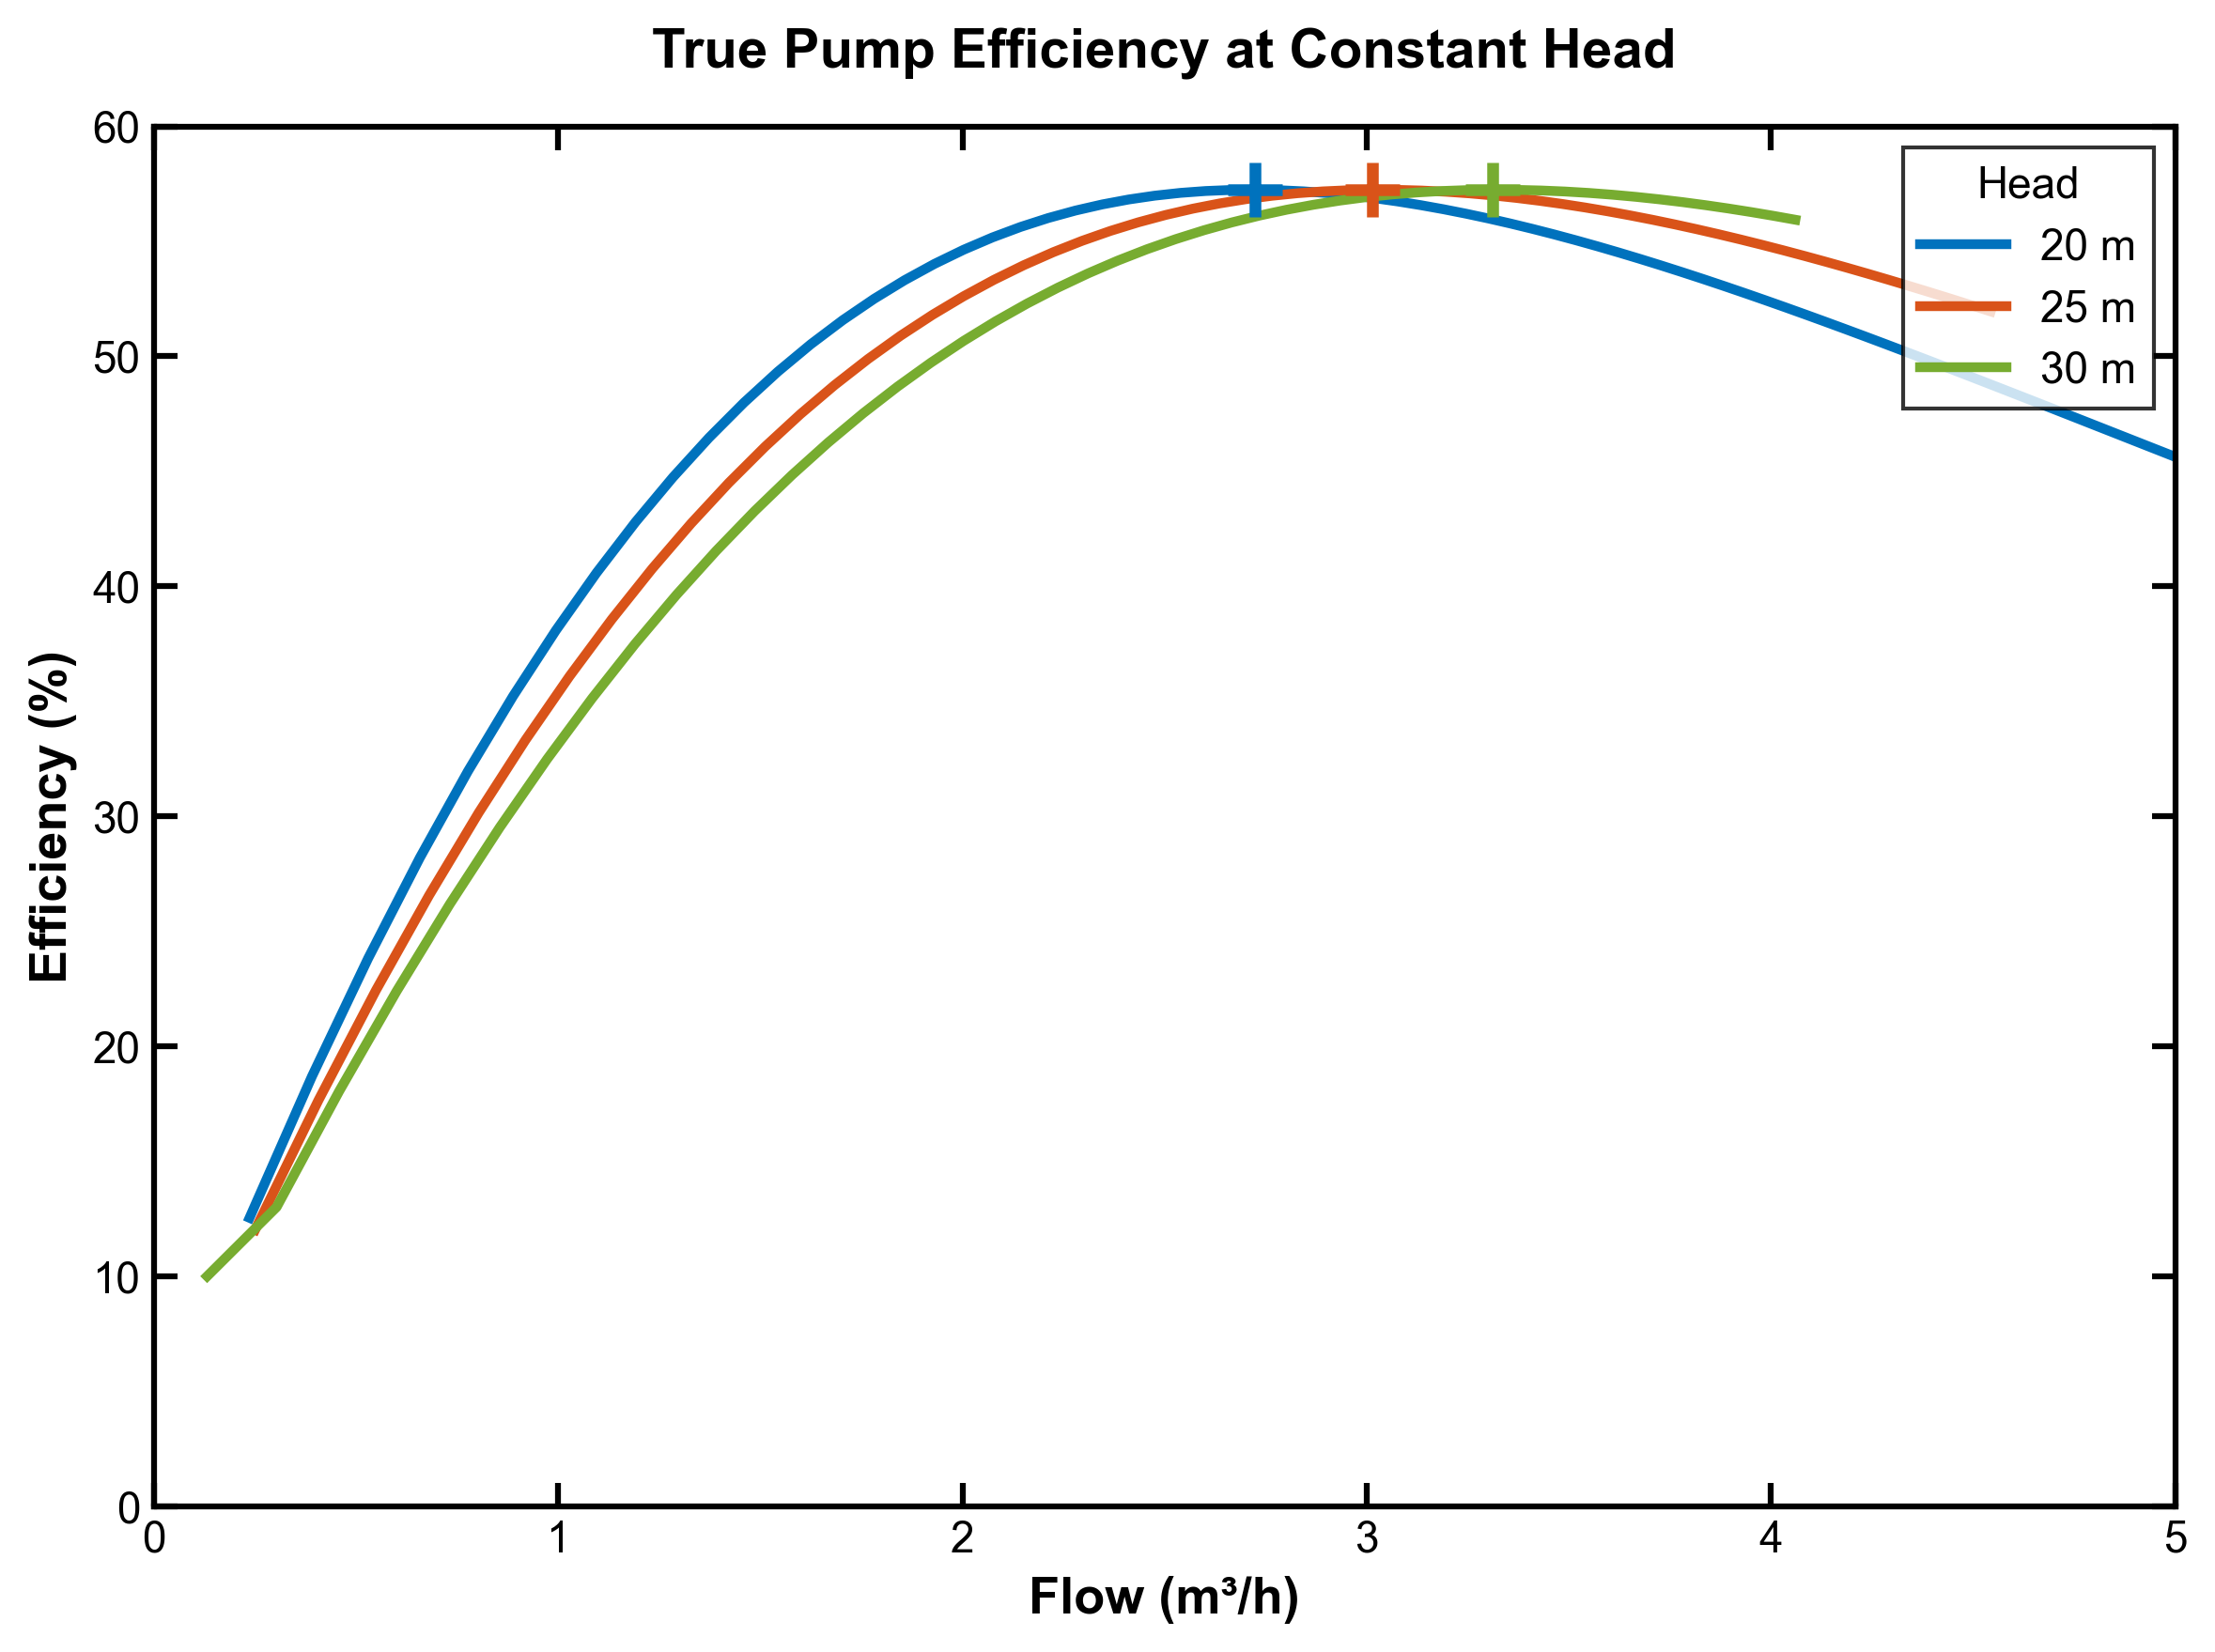 True Pump Efficiency at Constant Head
60
50
40
30
20
10
0
Efficiency (%)
Head
20 m
25 m
30 m
0 1 2 3 4 5
Flow (m³/h)